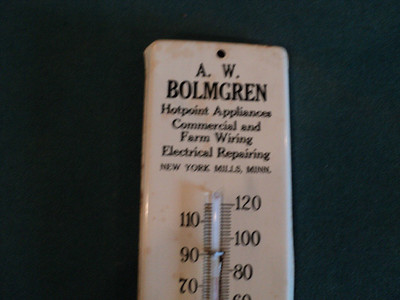 A. W.
BOLMGREN
Hotpoint Appliances
Commercial and
Farm Wiring
Electrical Repairing
NEW YORK MILLS, MINN.
120
110
100
90
80
70
60